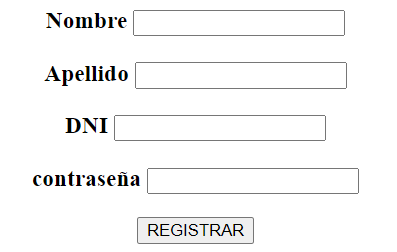 Nombre
Apellido
DNI
contraseña
REGISTRAR